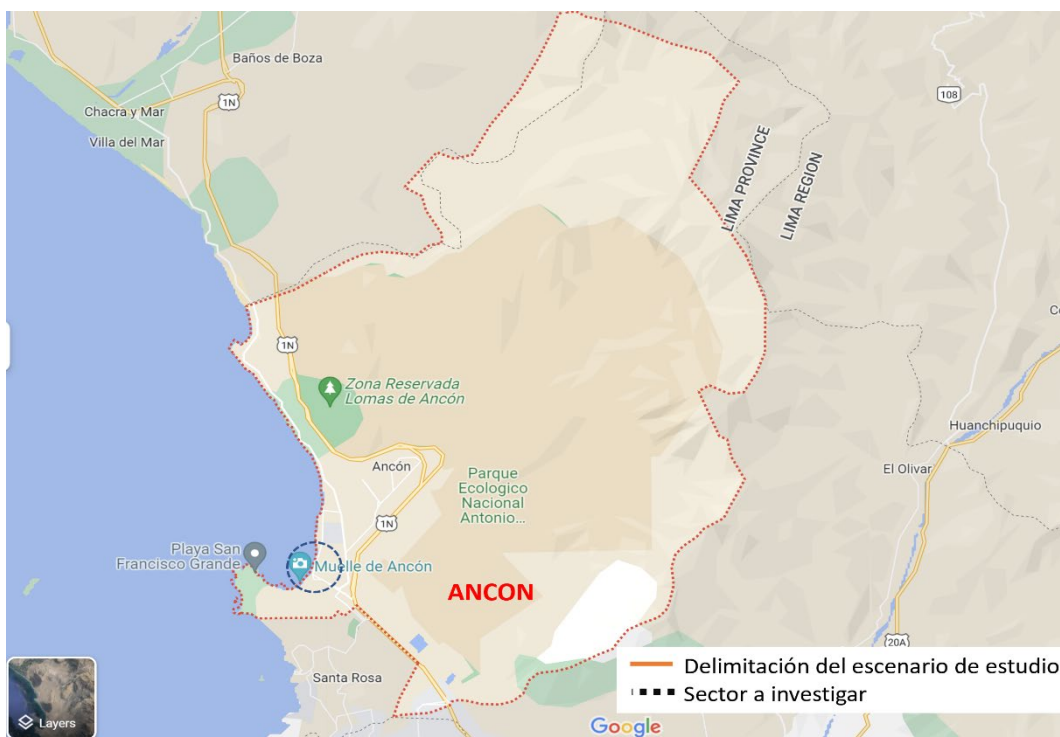 Baños de Boza
1N
108
Chacra y Mar
Villa del Mar
LIMA PROVINCE
LIMA REGION
1N
Zona Reservada
Lomas de Ancón
Huanchipuquio
Ancón
El Olivar
Parque
Ecologico
Nacional
Antonio...
1N
Playa San
Francisco Grande
Muelle de Ancón
ANCON
20A
Santa Rosa
Delimitación del escenario de estudio
Sector a investigar
Layers
Google